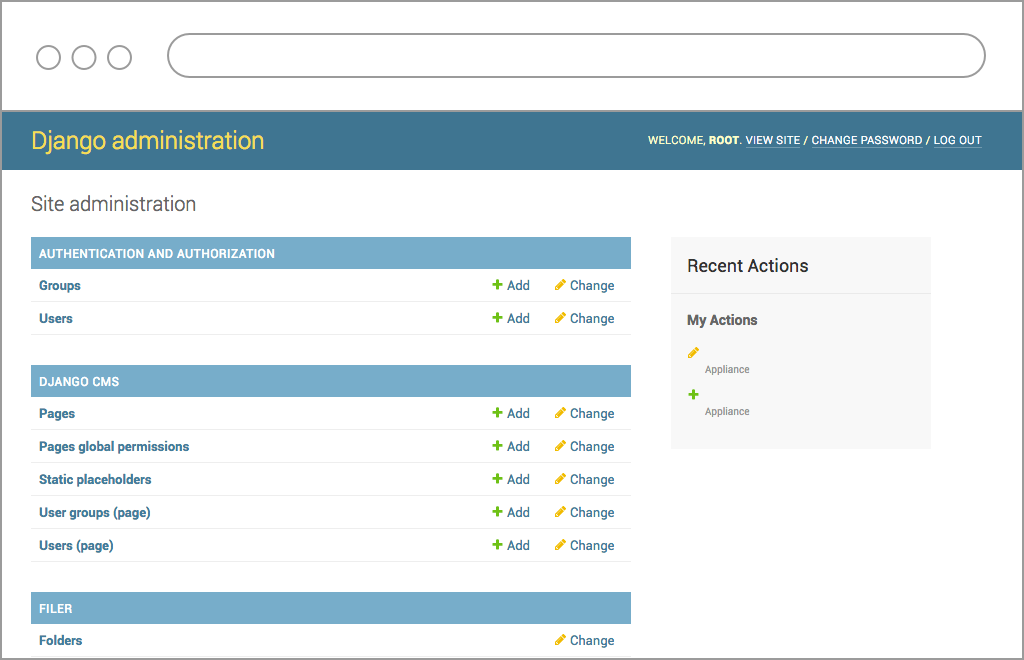 Django administration
WELCOME, ROOT. VIEW SITE / CHANGE PASSWORD / LOG OUT
Site administration
AUTHENTICATION AND AUTHORIZATION
Groups Add Change
Users Add Change
DJANGO CMS
Pages Add Change
Pages global permissions Add Change
Static placeholders Add Change
User groups (page) Add Change
Users (page) Add Change
FILER
Folders Change
Recent Actions
My Actions
Appliance
Appliance